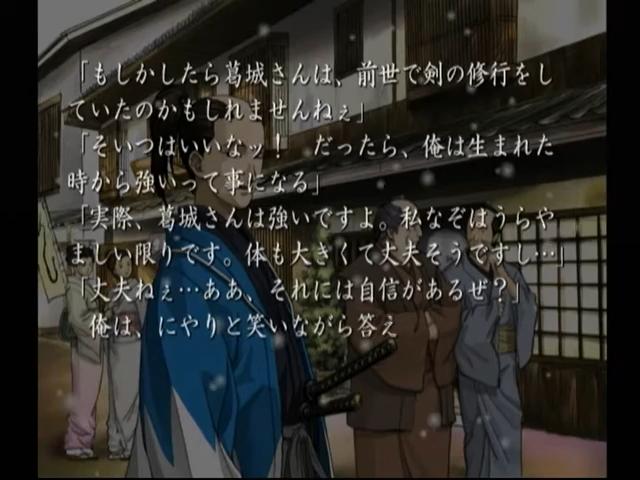 「もしかしたら葛城さんは、前世で剣の修行をし
ていたのかもしれませんねぇ」
「そいつはいいなッ！　だったら、俺は生まれた
時から強いって事になる」
「実際、葛城さんは強いですよ。私なぞはうらや
ましい限りです。体も大きくて丈夫そうですし…」
「丈夫ねぇ…ああ、それには自信があるぜ？」
　俺は、にやりと笑いながら答え